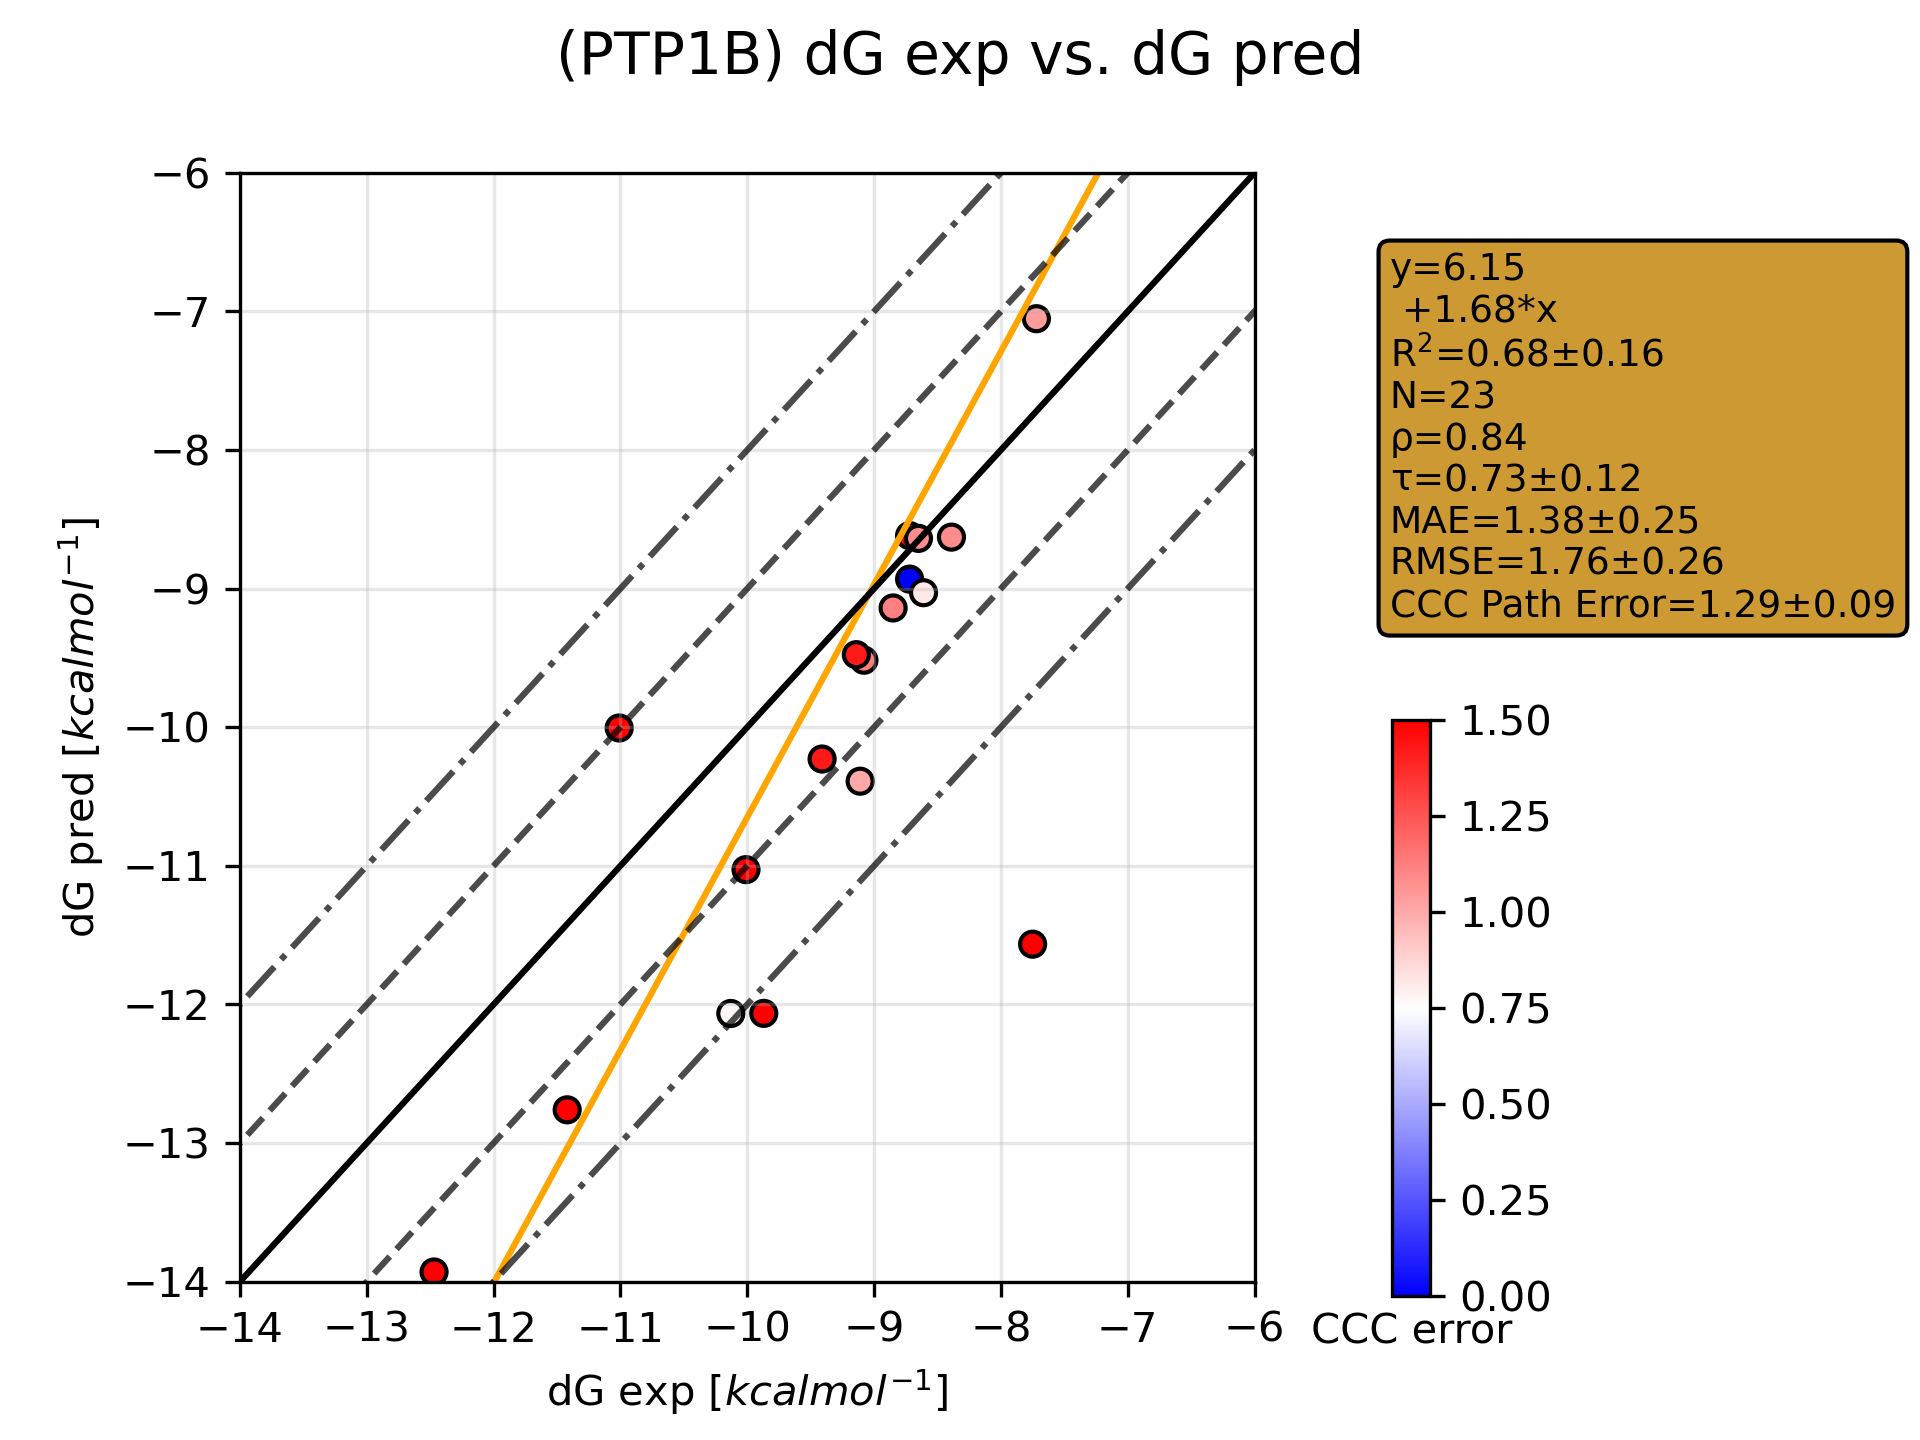 (PTP1B) dG exp vs. dG pred
−6
−7
−8
−9
−10
−11
−12
−13
−14
dG pred [kcalmol⁻¹]
−14 −13 −12 −11 −10 −9 −8 −7 −6
dG exp [kcalmol⁻¹]
y=6.15
+1.68*x
R²=0.68±0.16
N=23
ρ=0.84
τ=0.73±0.12
MAE=1.38±0.25
RMSE=1.76±0.26
CCC Path Error=1.29±0.09
1.50
1.25
1.00
0.75
0.50
0.25
0.00
CCC error